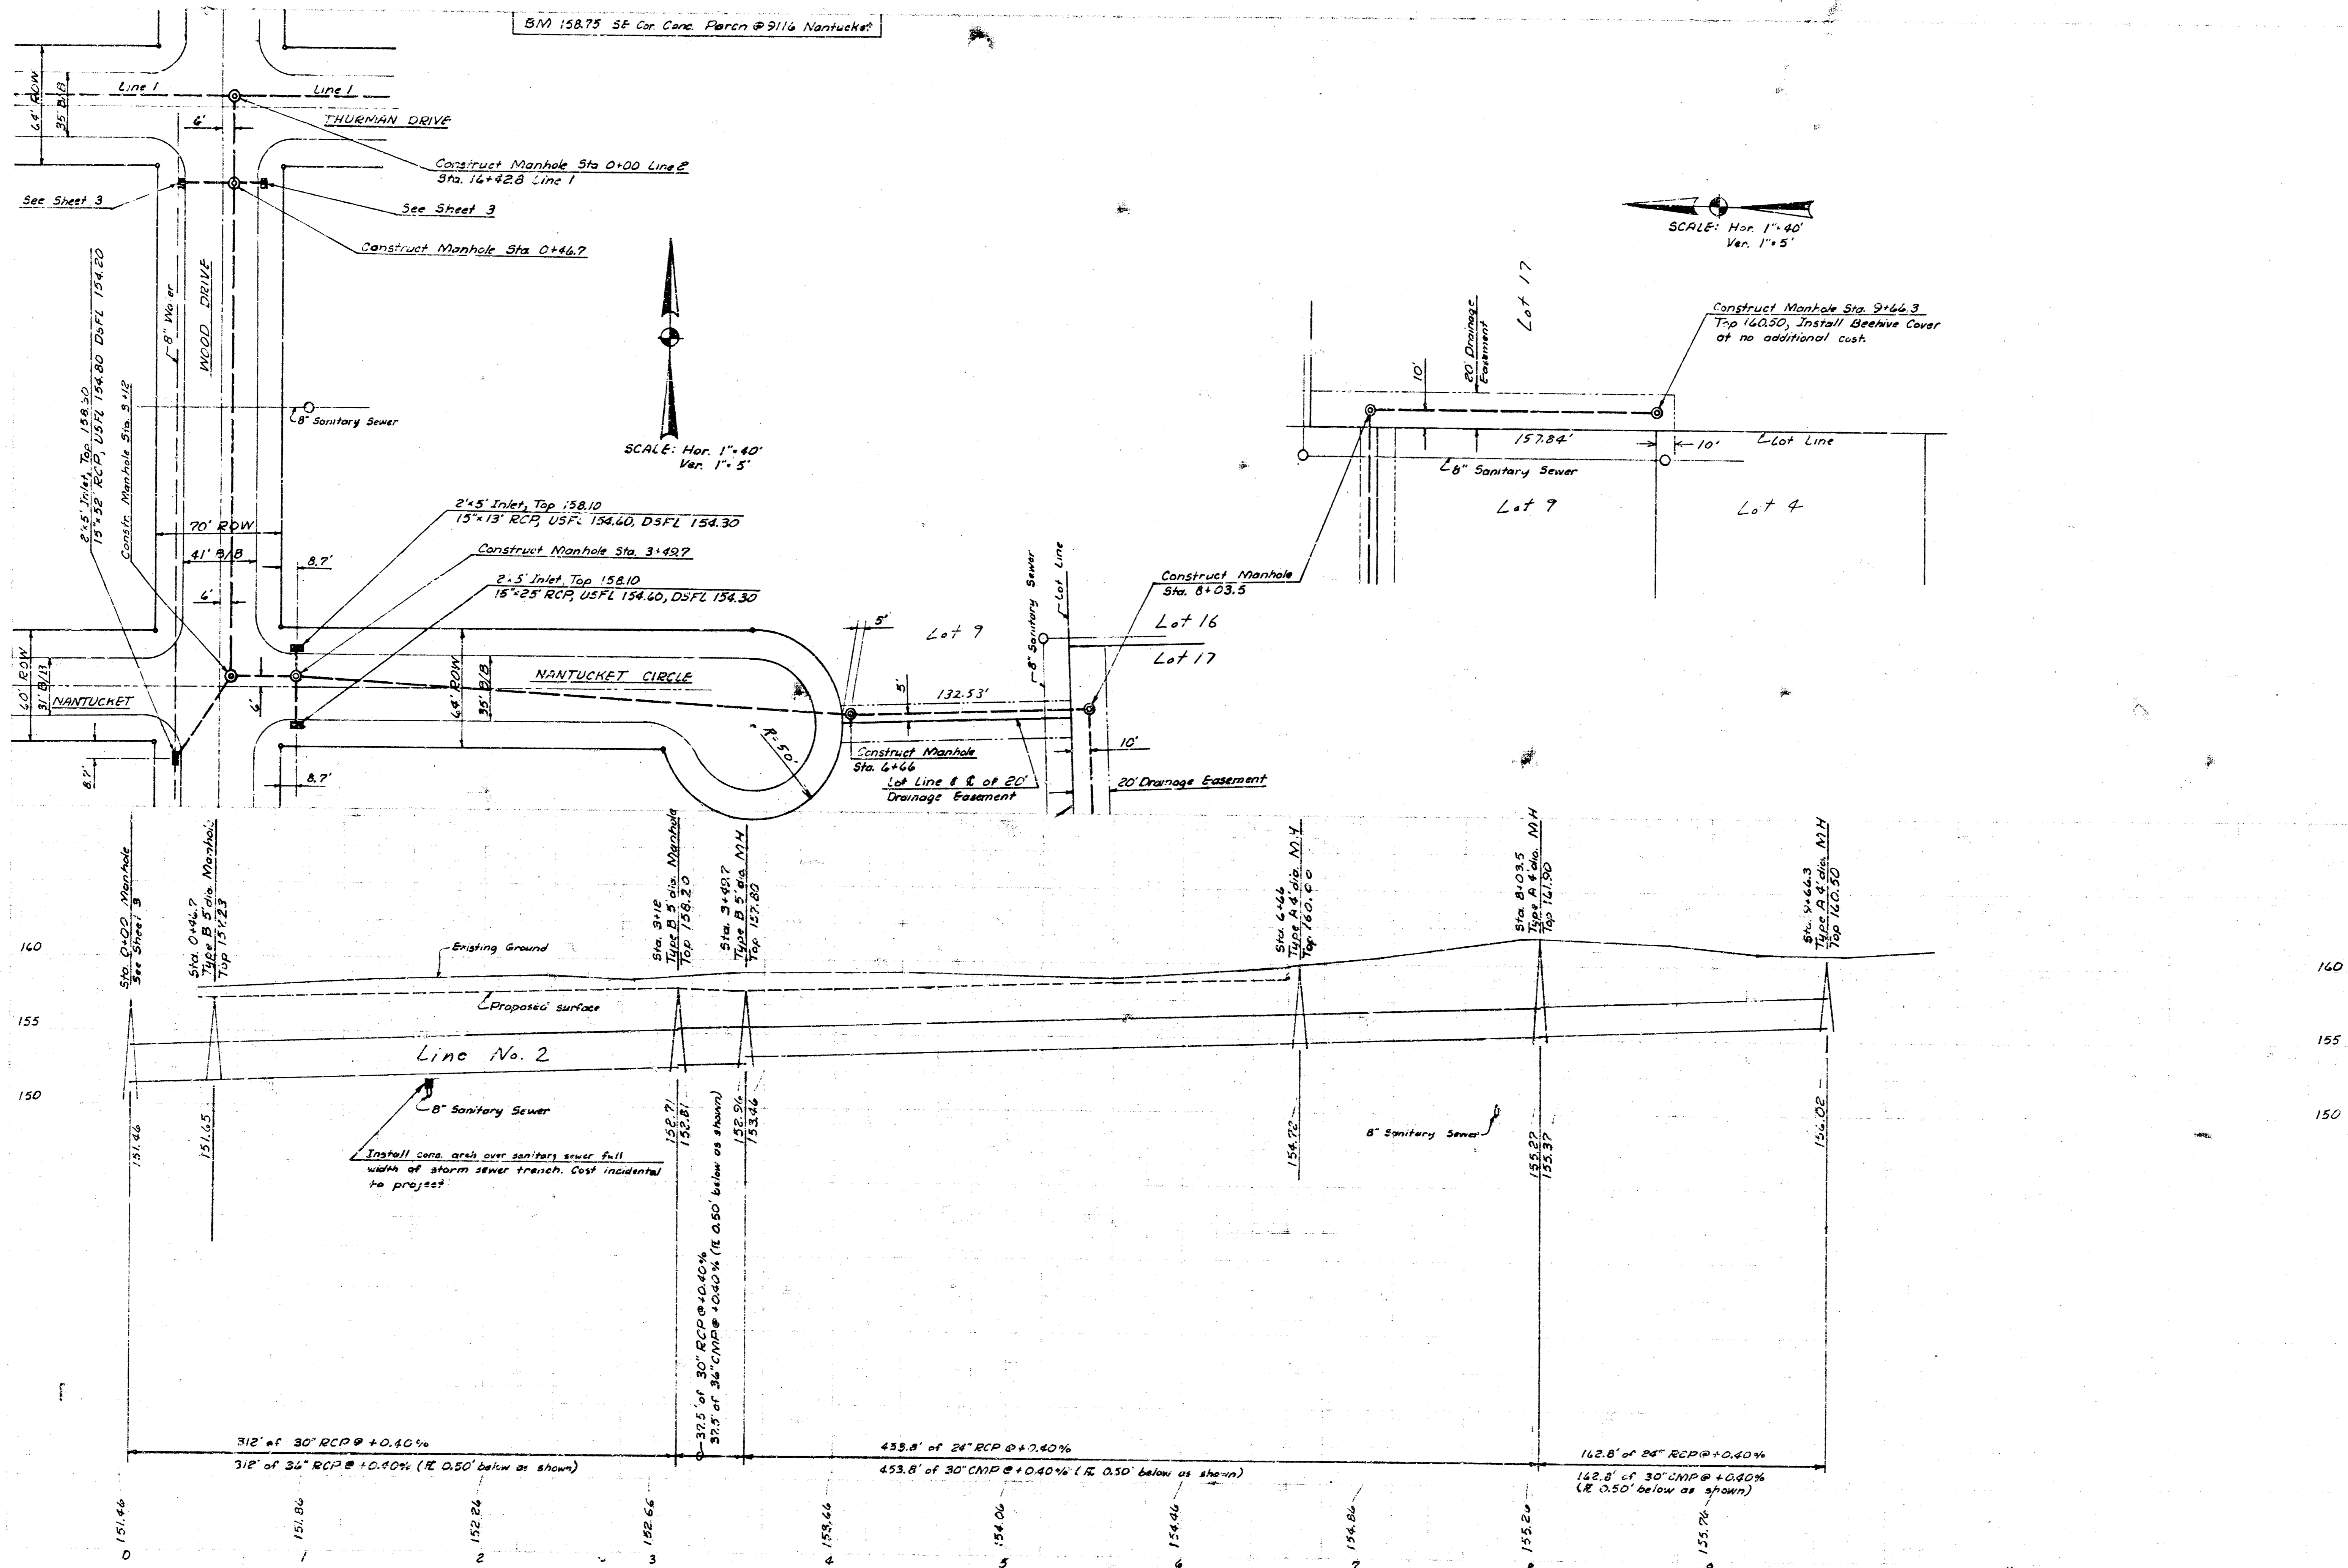 BM 158.75 SE Cor. Conc. Porch @ 9116 Nantucket
64' ROW
35' B/B
Line 1
Line 1
6'
THURMAN DRIVE
Construct Manhole Sta 0+00 Line 2
Sta. 16+42.8 Line 1
See Sheet 3
See Sheet 3
Construct Manhole Sta 0+46.7
8" Water
WOOD DRIVE
2'x5' Inlet, Top 158.50
15"x52' RCP, USFL 154.80 DSFL 154.20
Constr. Manhole Sta. 3+12
8" Sanitary Sewer
SCALE: Hor. 1"=40'
Ver. 1"=5'
SCALE: Hor. 1"=40'
Ver. 1"=5'
Lot 17
20' Drainage
Easement
10'
Construct Manhole Sta. 9+66.3
Top 160.50, Install Beehive Cover
at no additional cost.
157.84'
10'
Lot Line
8" Sanitary Sewer
Lot 9
Lot 4
70' ROW
41' B/B
8.7'
6'
2'x5' Inlet, Top 158.10
15"x13' RCP, USFL 154.60, DSFL 154.30
Construct Manhole Sta. 3+49.7
2'x5' Inlet, Top 158.10
15"x25' RCP, USFL 154.60, DSFL 154.30
60' ROW
31' B/B
NANTUCKET
6'
8.7'
8.7'
64' ROW
35' B/B
NANTUCKET CIRCLE
R=50'
5'
Lot 9
8" Sanitary Sewer
Lot Line
Construct Manhole
Sta. 8+03.5
Lot 16
Lot 17
5'
132.53'
10'
Construct Manhole
Sta. 6+66
Lot Line & ℄ of 20'
Drainage Easement
20' Drainage Easement
Sta. 0+00 Manhole
See Sheet 3
Sta. 0+46.7
Type B 5' dia. Manhole
Top 157.23
Sta. 3+12
Type B 5' dia. Manhole
Top 158.20
Sta. 3+49.7
Type B 5' dia. MH
Top 157.80
Sta. 6+66
Type A 4' dia. M.H
Top 160.00
Sta. 8+03.5
Type A 4' dia. MH
Top 161.90
Sta. 9+66.3
Type A 4' dia. MH
Top 160.50
160
155
150
160
155
150
Existing Ground
Proposed surface
Line No. 2
8" Sanitary Sewer
Install conc. arch over sanitary sewer full
width of storm sewer trench. Cost incidental
to project
8" Sanitary Sewer
151.46
151.65
152.71
152.81
152.96
153.46
154.72
155.27
155.37
156.02
37.5' of 30" RCP @ +0.40%
37.5' of 36" CMP @ +0.40% (℄ 0.50' below as shown)
312' of 30" RCP @ +0.40%
312' of 36" RCP @ +0.40% (℄ 0.50' below as shown)
453.8' of 24" RCP @ +0.40%
453.8' of 30" CMP @ +0.40% (℄ 0.50' below as shown)
162.8' of 24" RCP @ +0.40%
162.8' of 30" CMP @ +0.40%
(℄ 0.50' below as shown)
151.46
151.86
152.26
152.66
153.66
154.06
154.46
154.86
155.26
155.76
0 1 2 3 4 5 6 7 8 9